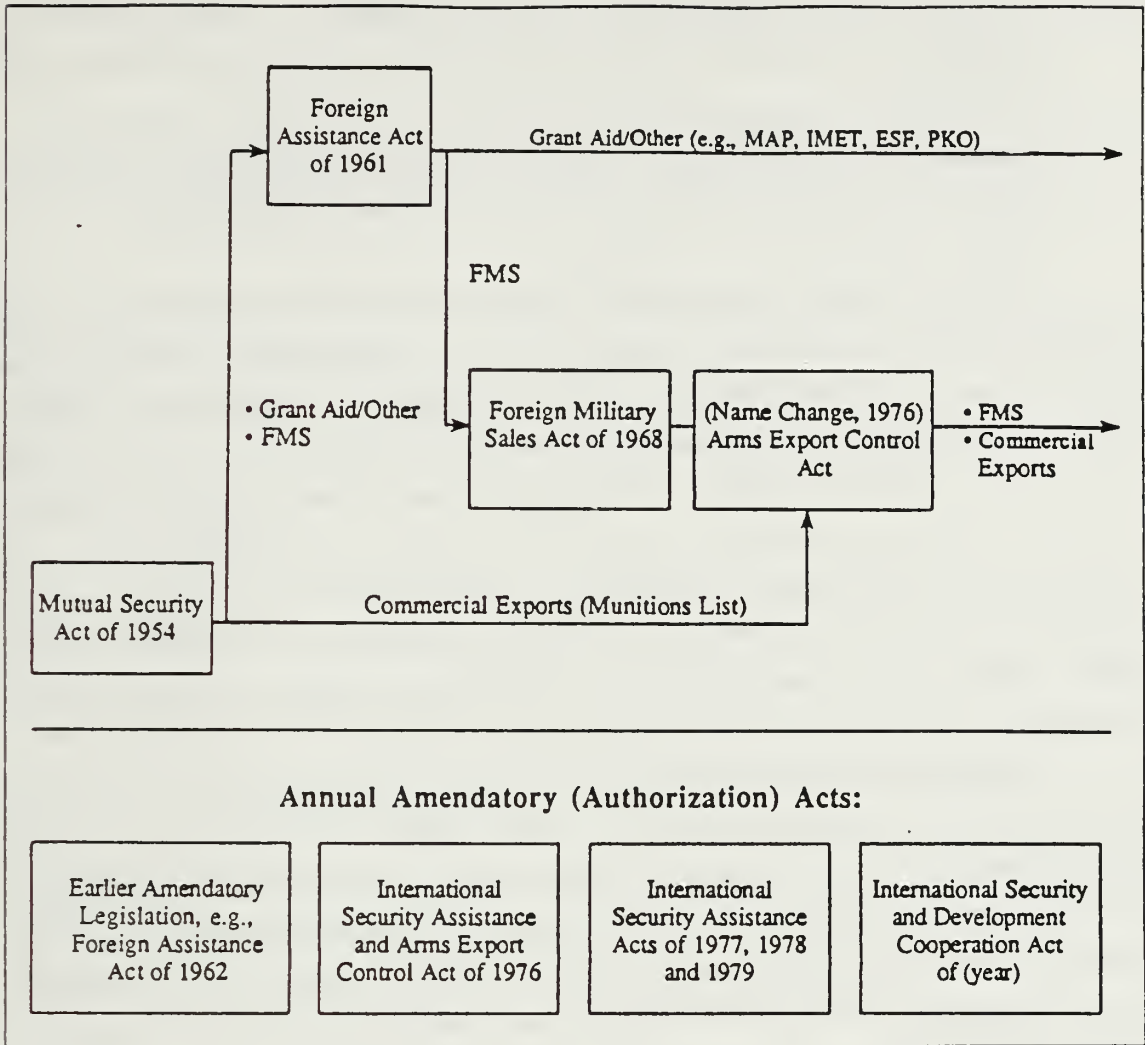 Foreign
Assistance Act
of 1961
Grant Aid/Other (e.g., MAP, IMET, ESF, PKO)
FMS
• Grant Aid/Other
• FMS
Foreign Military
Sales Act of 1968
(Name Change, 1976)
Arms Export Control
Act
• FMS
• Commercial
Exports
Mutual Security
Act of 1954
Commercial Exports (Munitions List)
Annual Amendatory (Authorization) Acts:
Earlier Amendatory
Legislation, e.g.,
Foreign Assistance
Act of 1962
International
Security Assistance
and Arms Export
Control Act of 1976
International
Security Assistance
Acts of 1977, 1978
and 1979
International Security
and Development
Cooperation Act
of (year)